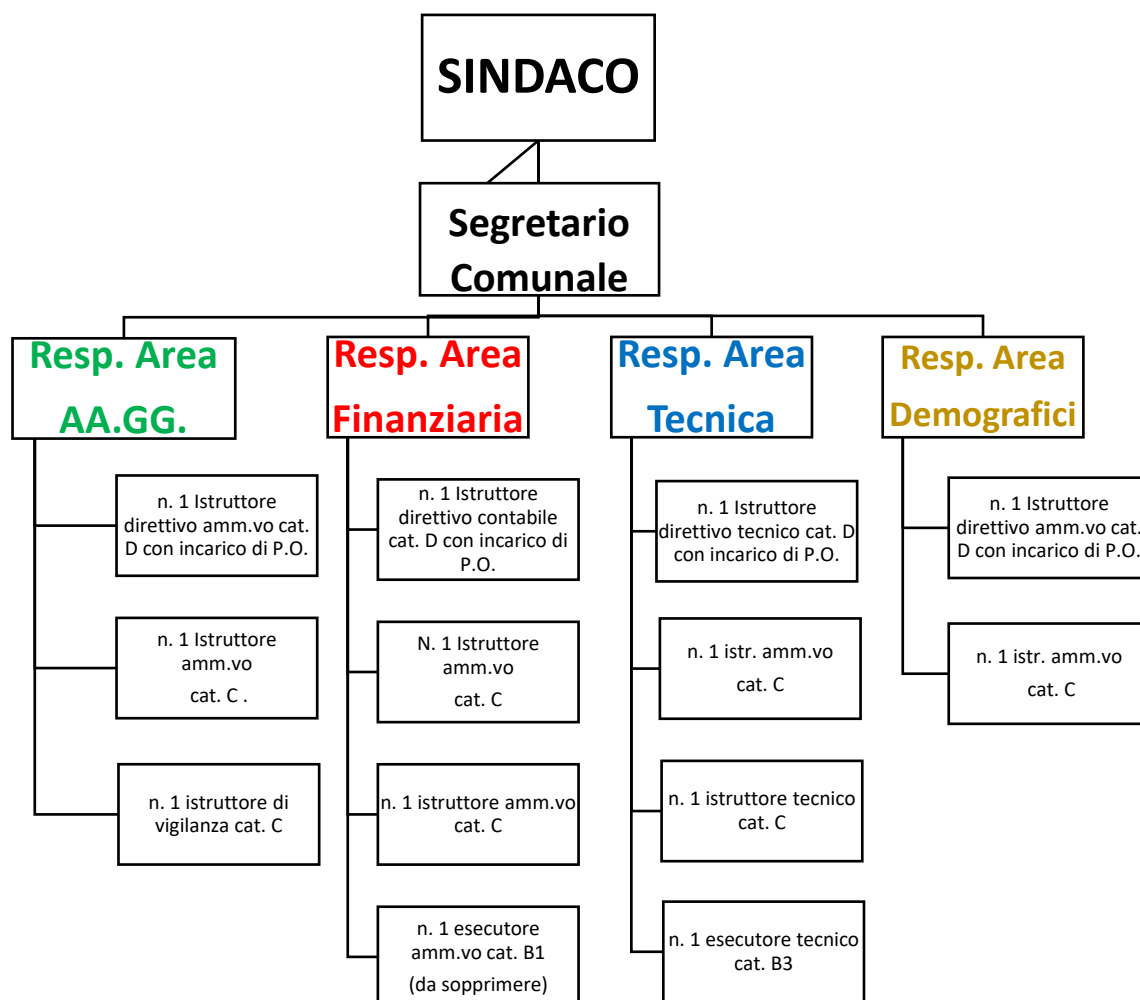 SINDACO
Segretario
Comunale
Resp. Area
AA.GG.
Resp. Area
Finanziaria
Resp. Area
Tecnica
Resp. Area
Demografici
n. 1 Istruttore
direttivo amm.vo cat.
D con incarico di P.O.
n. 1 Istruttore
amm.vo
cat. C .
n. 1 istruttore di
vigilanza cat. C
n. 1 Istruttore
direttivo contabile
cat. D con incarico di
P.O.
N. 1 Istruttore
amm.vo
cat. C
n. 1 istruttore amm.vo
cat. C
n. 1 esecutore
amm.vo cat. B1
(da sopprimere)
n. 1 Istruttore
direttivo tecnico cat. D
con incarico di P.O.
n. 1 istr. amm.vo
cat. C
n. 1 istruttore tecnico
cat. C
n. 1 esecutore tecnico
cat. B3
n. 1 Istruttore
direttivo amm.vo cat.
D con incarico di P.O.
n. 1 istr. amm.vo
cat. C